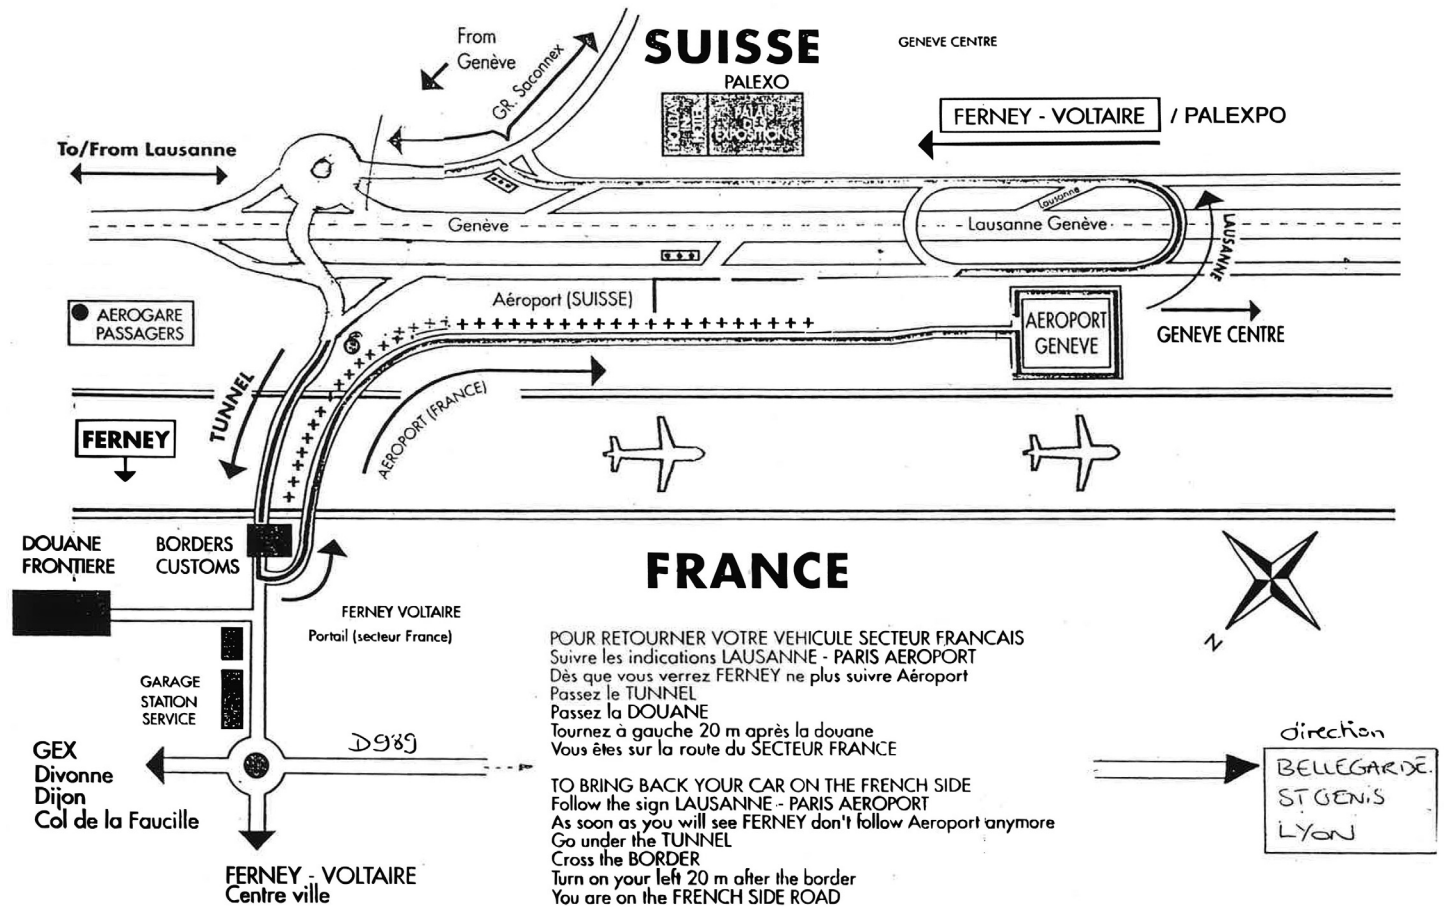 SUISSE
GENEVE CENTRE
From
Genève
GR. Saconnex
PALEXO
PALAIS
DES
EXPOSITIONS
FERNEY - VOLTAIRE / PALEXPO
To/From Lausanne
Lausanne
Genève
Lausanne Genève
LAUSANNE
Aéroport (SUISSE)
AEROGARE
PASSAGERS
AEROPORT
GENEVE
GENEVE CENTRE
TUNNEL
AEROPORT (FRANCE)
FERNEY
DOUANE
FRONTIERE
BORDERS
CUSTOMS
FRANCE
FERNEY VOLTAIRE
Portail (secteur France)
N
GARAGE
STATION
SERVICE
POUR RETOURNER VOTRE VEHICULE SECTEUR FRANCAIS
Suivre les indications LAUSANNE - PARIS AEROPORT
Dès que vous verrez FERNEY ne plus suivre Aéroport
Passez le TUNNEL
Passez la DOUANE
Tournez à gauche 20 m après la douane
Vous êtes sur la route du SECTEUR FRANCE
D989
GEX
Divonne
Dijon
Col de la Faucille
direction
BELLEGARDE.
ST GENIS
LYON
TO BRING BACK YOUR CAR ON THE FRENCH SIDE
Follow the sign LAUSANNE - PARIS AEROPORT
As soon as you will see FERNEY don't follow Aeroport anymore
Go under the TUNNEL
Cross the BORDER
Turn on your left 20 m after the border
You are on the FRENCH SIDE ROAD
FERNEY - VOLTAIRE
Centre ville